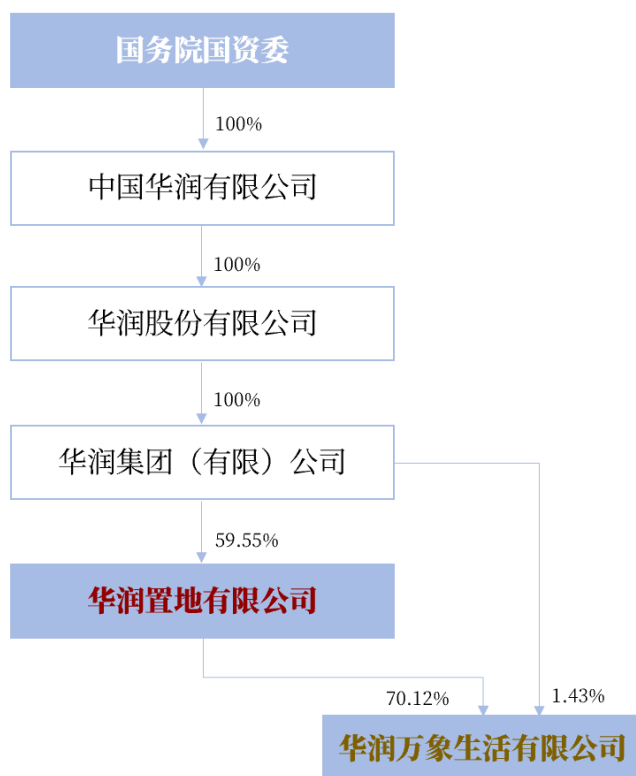 国务院国资委
100%
中国华润有限公司
100%
华润股份有限公司
100%
华润集团（有限）公司
59.55%
华润置地有限公司
70.12%
1.43%
华润万象生活有限公司